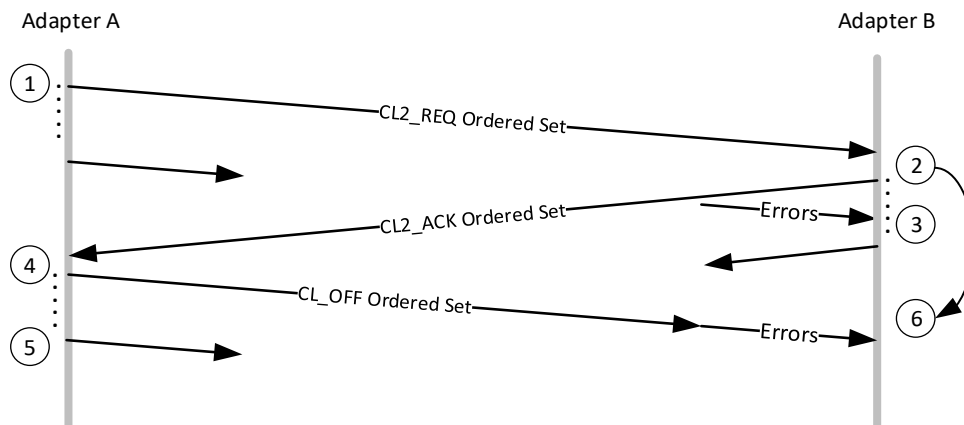 Adapter A
Adapter B
1
CL2_REQ Ordered Set
2
CL2_ACK Ordered Set
Errors
3
4
CL_OFF Ordered Set
6
Errors
5